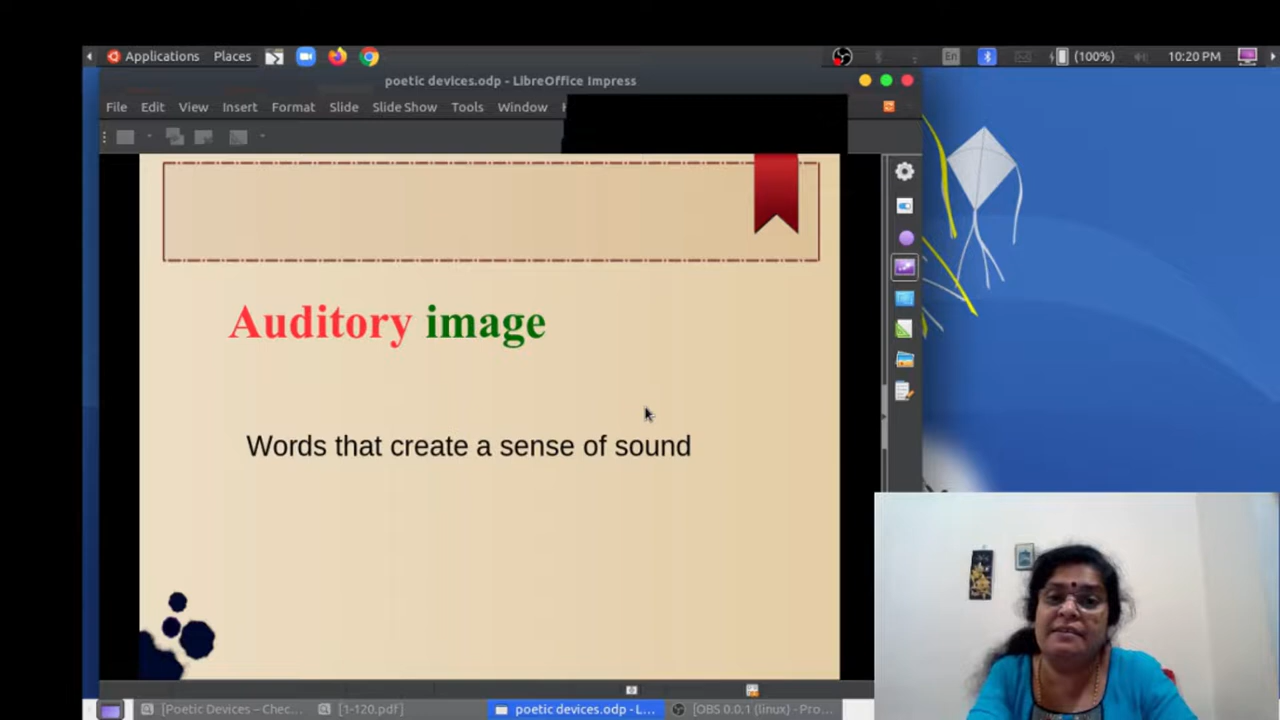 Applications Places En (100%) 10:20 PM
poetic devices.odp - LibreOffice Impress
File Edit View Insert Format Slide Slide Show Tools Window
Auditory image
Words that create a sense of sound
[Poetic Devices – Chec... [1-120.pdf] poetic devices.odp - L... [OBS 0.0.1 (linux) - Pro...